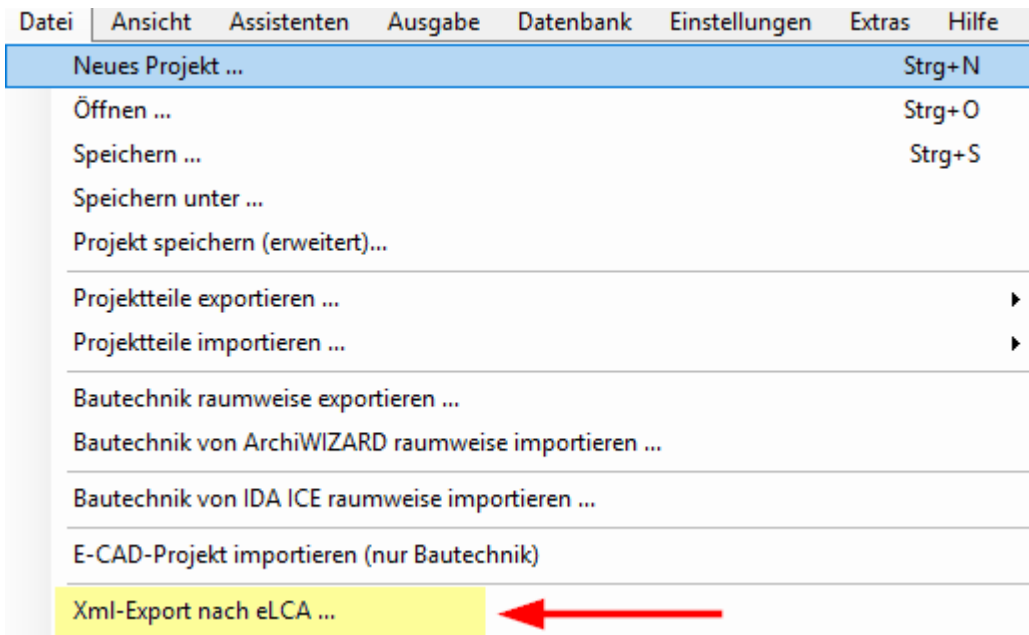 Datei Ansicht Assistenten Ausgabe Datenbank Einstellungen Extras Hilfe
Neues Projekt ... Strg+N
Öffnen ... Strg+O
Speichern ... Strg+S
Speichern unter ...
Projekt speichern (erweitert)...
Projektteile exportieren ...
Projektteile importieren ...
Bautechnik raumweise exportieren ...
Bautechnik von ArchiWIZARD raumweise importieren ...
Bautechnik von IDA ICE raumweise importieren ...
E-CAD-Projekt importieren (nur Bautechnik)
Xml-Export nach eLCA ...